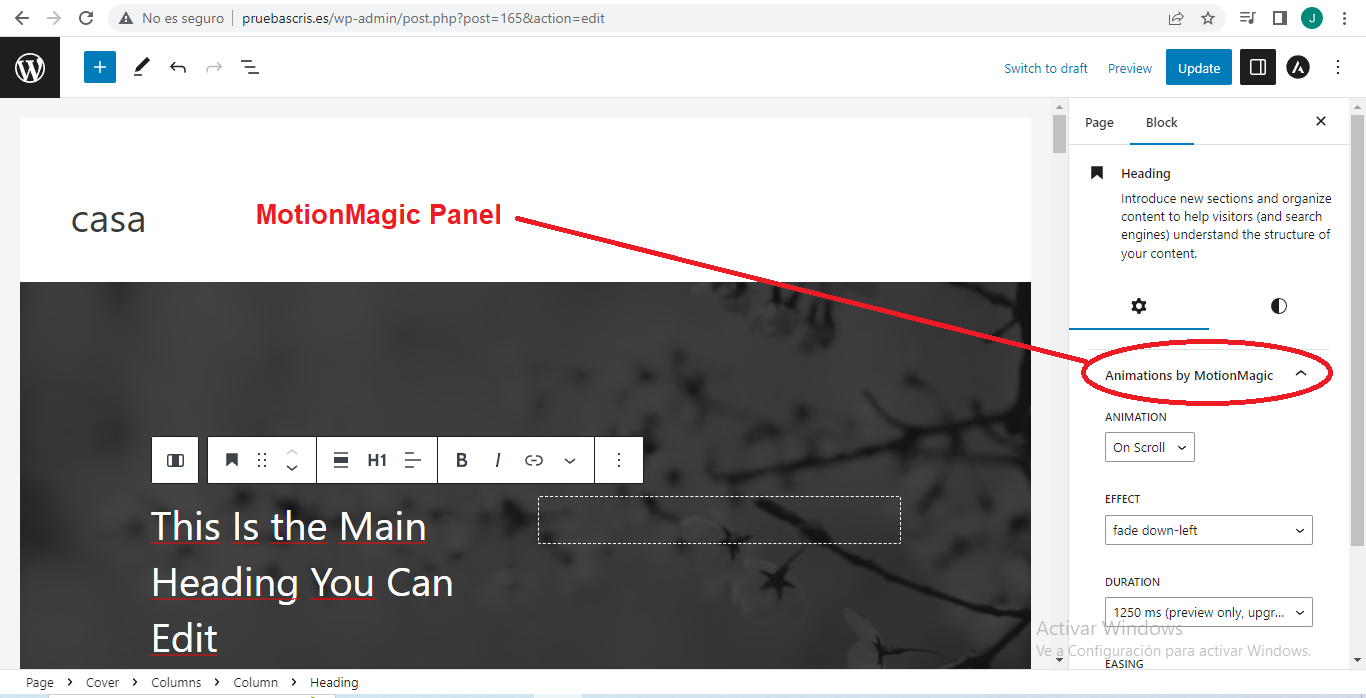 No es seguro
pruebascris.es/wp-admin/post.php?post=165&action=edit
J
Switch to draft
Preview
Update
casa
MotionMagic Panel
Page
Block
Heading
Introduce new sections and organize
content to help visitors (and search
engines) understand the structure of
your content.
Animations by MotionMagic
ANIMATION
On Scroll
EFFECT
fade down-left
DURATION
1250 ms (preview only, upgr...
EASING
H1
B
I
This Is the Main
Heading You Can
Edit
Activar Windows
Ve a Configuración para activar Windows.
Page
Cover
Columns
Column
Heading